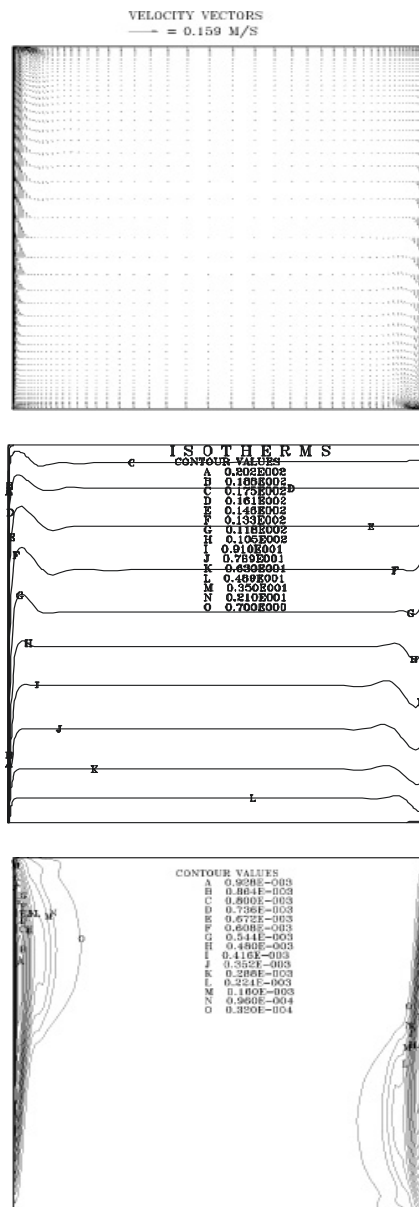 VELOCITY VECTORS
= 0.159 M/S
ISOTHERMS
CONTOUR VALUES
A 0.202E002
B 0.188E002
C 0.175E002
D 0.161E002
E 0.146E002
F 0.133E002
G 0.118E002
H 0.105E002
I 0.910E001
J 0.769E001
K 0.630E001
L 0.489E001
M 0.350E001
N 0.210E001
O 0.700E000
C
D
E
F
F
G
G
H
H
I
J
K
L
CONTOUR VALUES
A 0.928E-003
B 0.864E-003
C 0.800E-003
D 0.736E-003
E 0.672E-003
F 0.608E-003
G 0.544E-003
H 0.480E-003
I 0.416E-003
J 0.352E-003
K 0.288E-003
L 0.224E-003
M 0.160E-003
N 0.960E-004
O 0.320E-004
M N
O